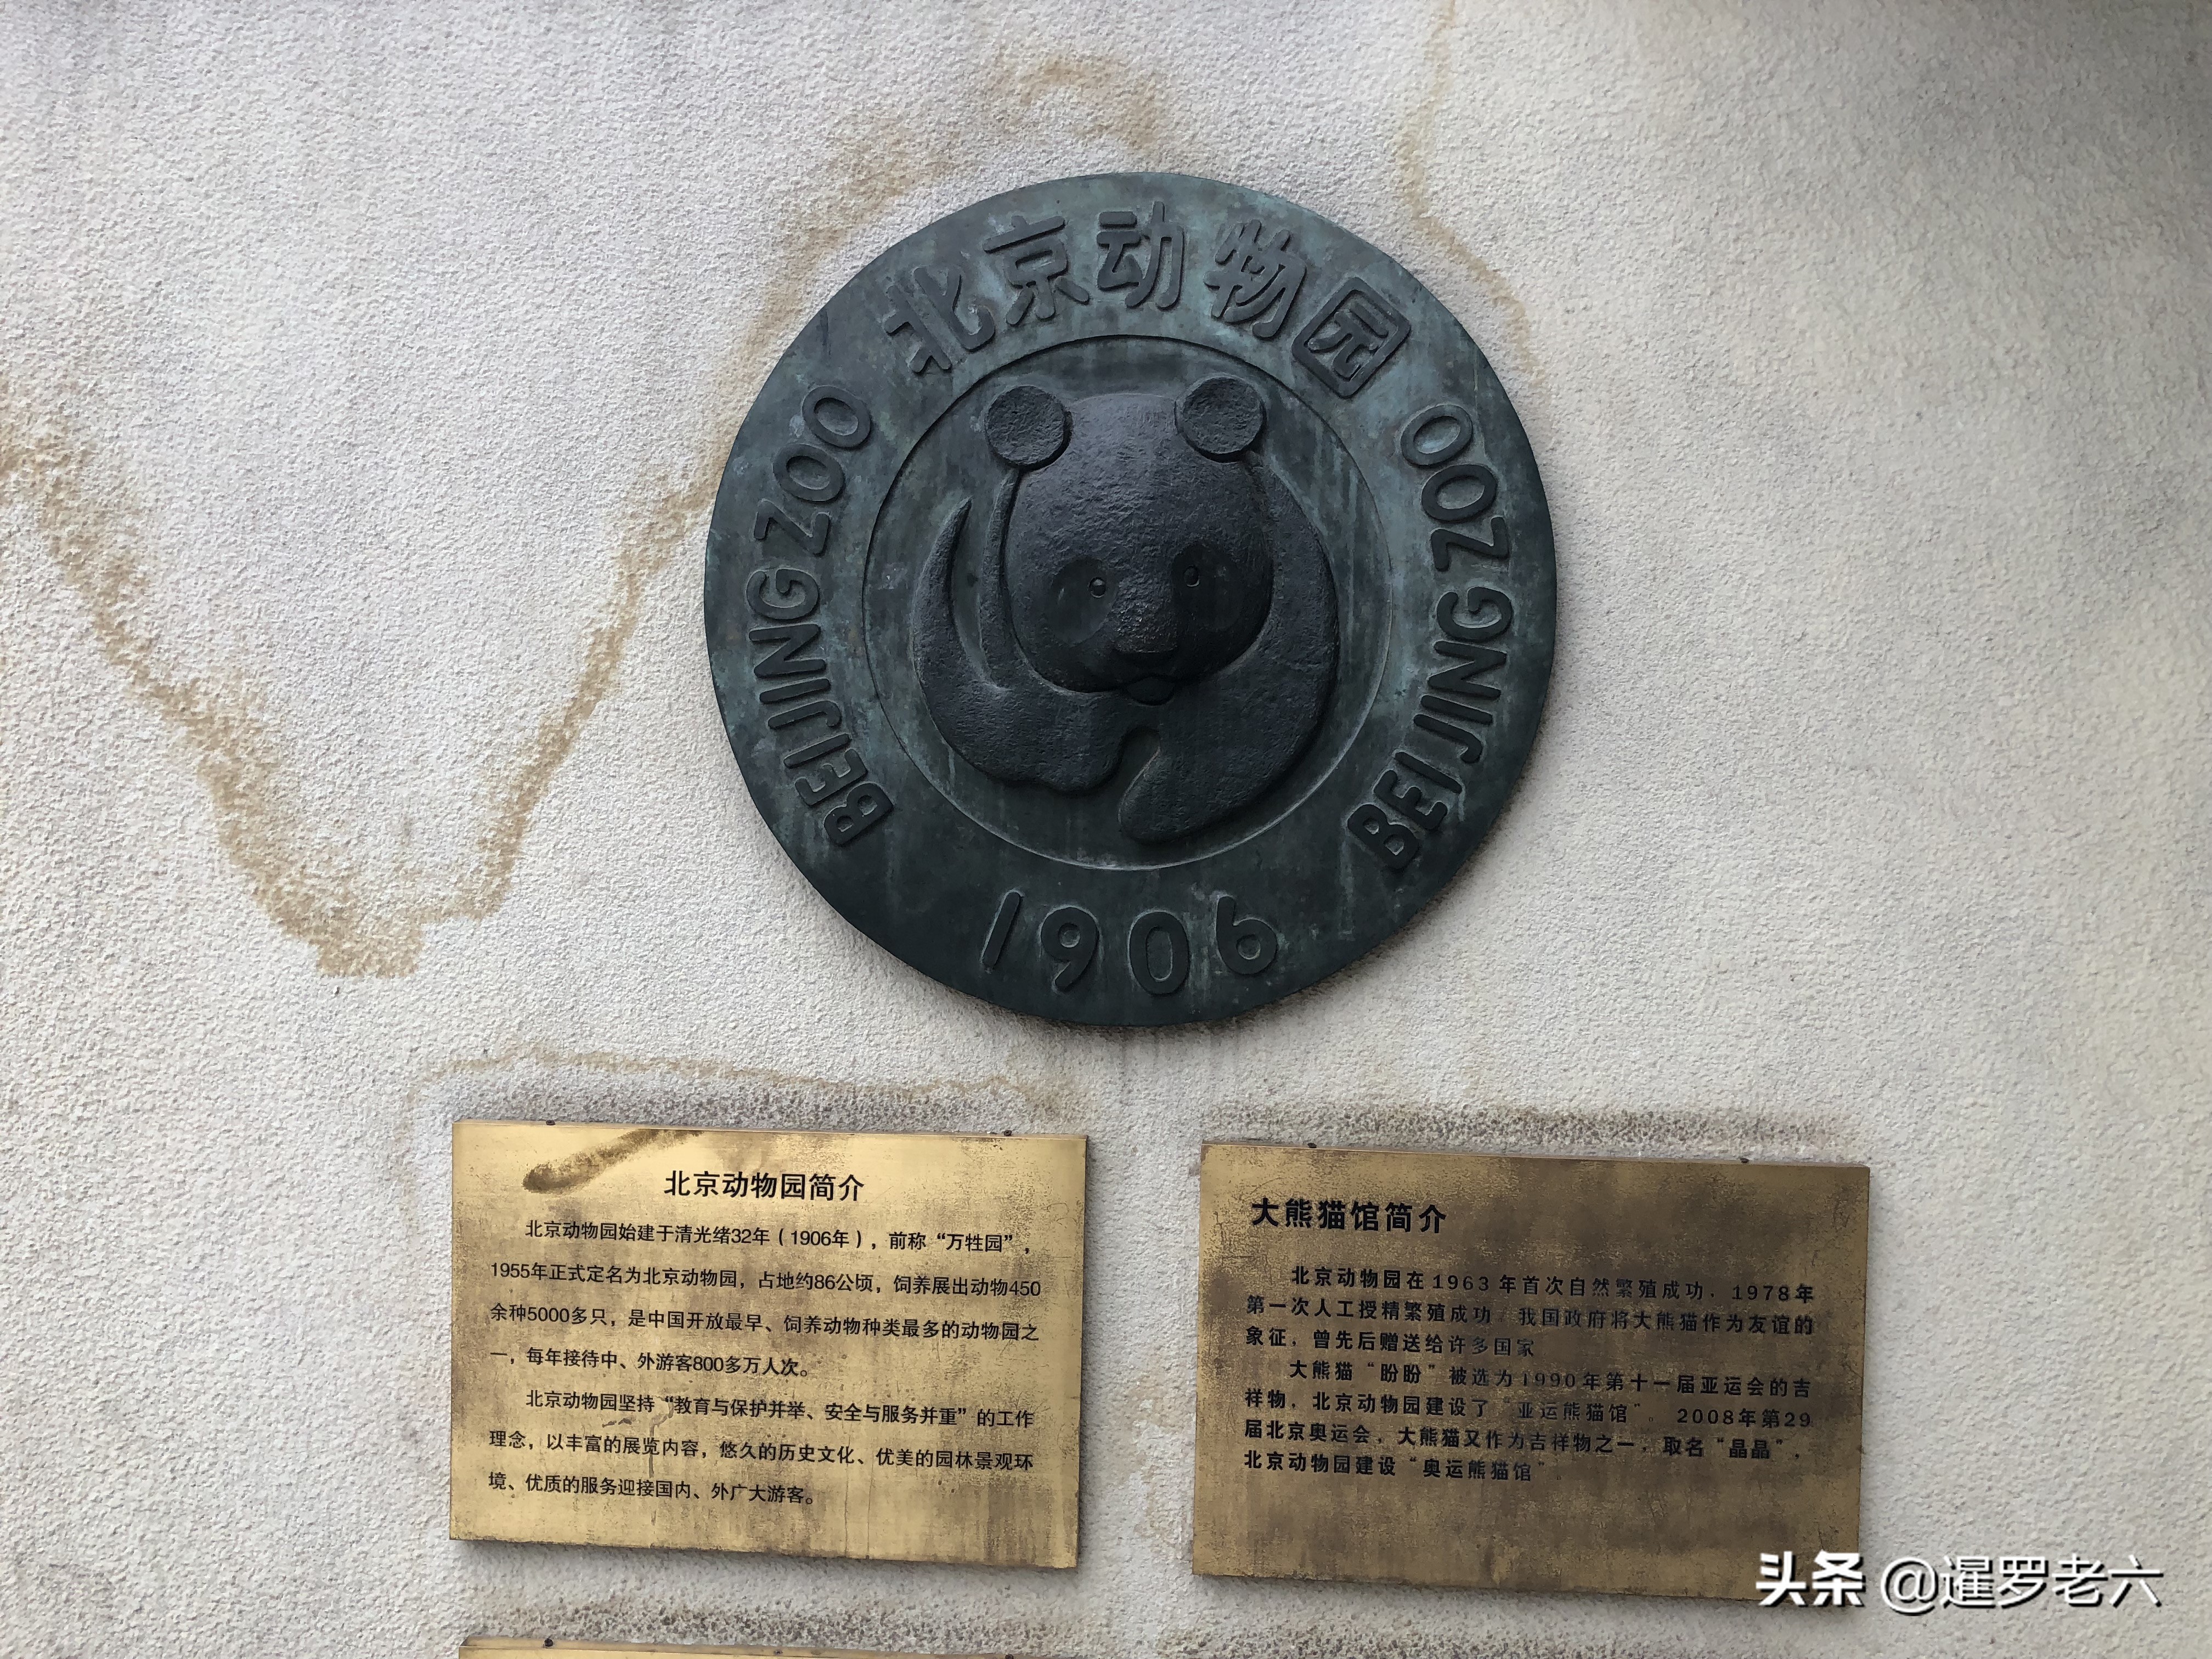 北京动物园
BEIJING ZOO
BEIJING ZOO
1906
北京动物园简介
北京动物园始建于清光绪32年（1906年），前称“万牲园”，
1955年正式定名为北京动物园，占地约86公顷，饲养展出动物450
余种5000多只，是中国开放最早、饲养动物种类最多的动物园之
一，每年接待中、外游客800多万人次。
北京动物园坚持“教育与保护并举、安全与服务并重”的工作
理念，以丰富的展览内容，悠久的历史文化、优美的园林景观环
境、优质的服务迎接国内、外广大游客。
大熊猫馆简介
北京动物园在1963年首次自然繁殖成功，1978年
第一次人工授精繁殖成功 我国政府将大熊猫作为友谊的
象征，曾先后赠送给许多国家
大熊猫“盼盼”被选为1990年第十一届亚运会的吉
祥物，北京动物园建设了“亚运熊猫馆”。2008年第29
届北京奥运会，大熊猫又作为吉祥物之一，取名“晶晶”，
北京动物园建设“奥运熊猫馆”。
头条 @暹罗老六